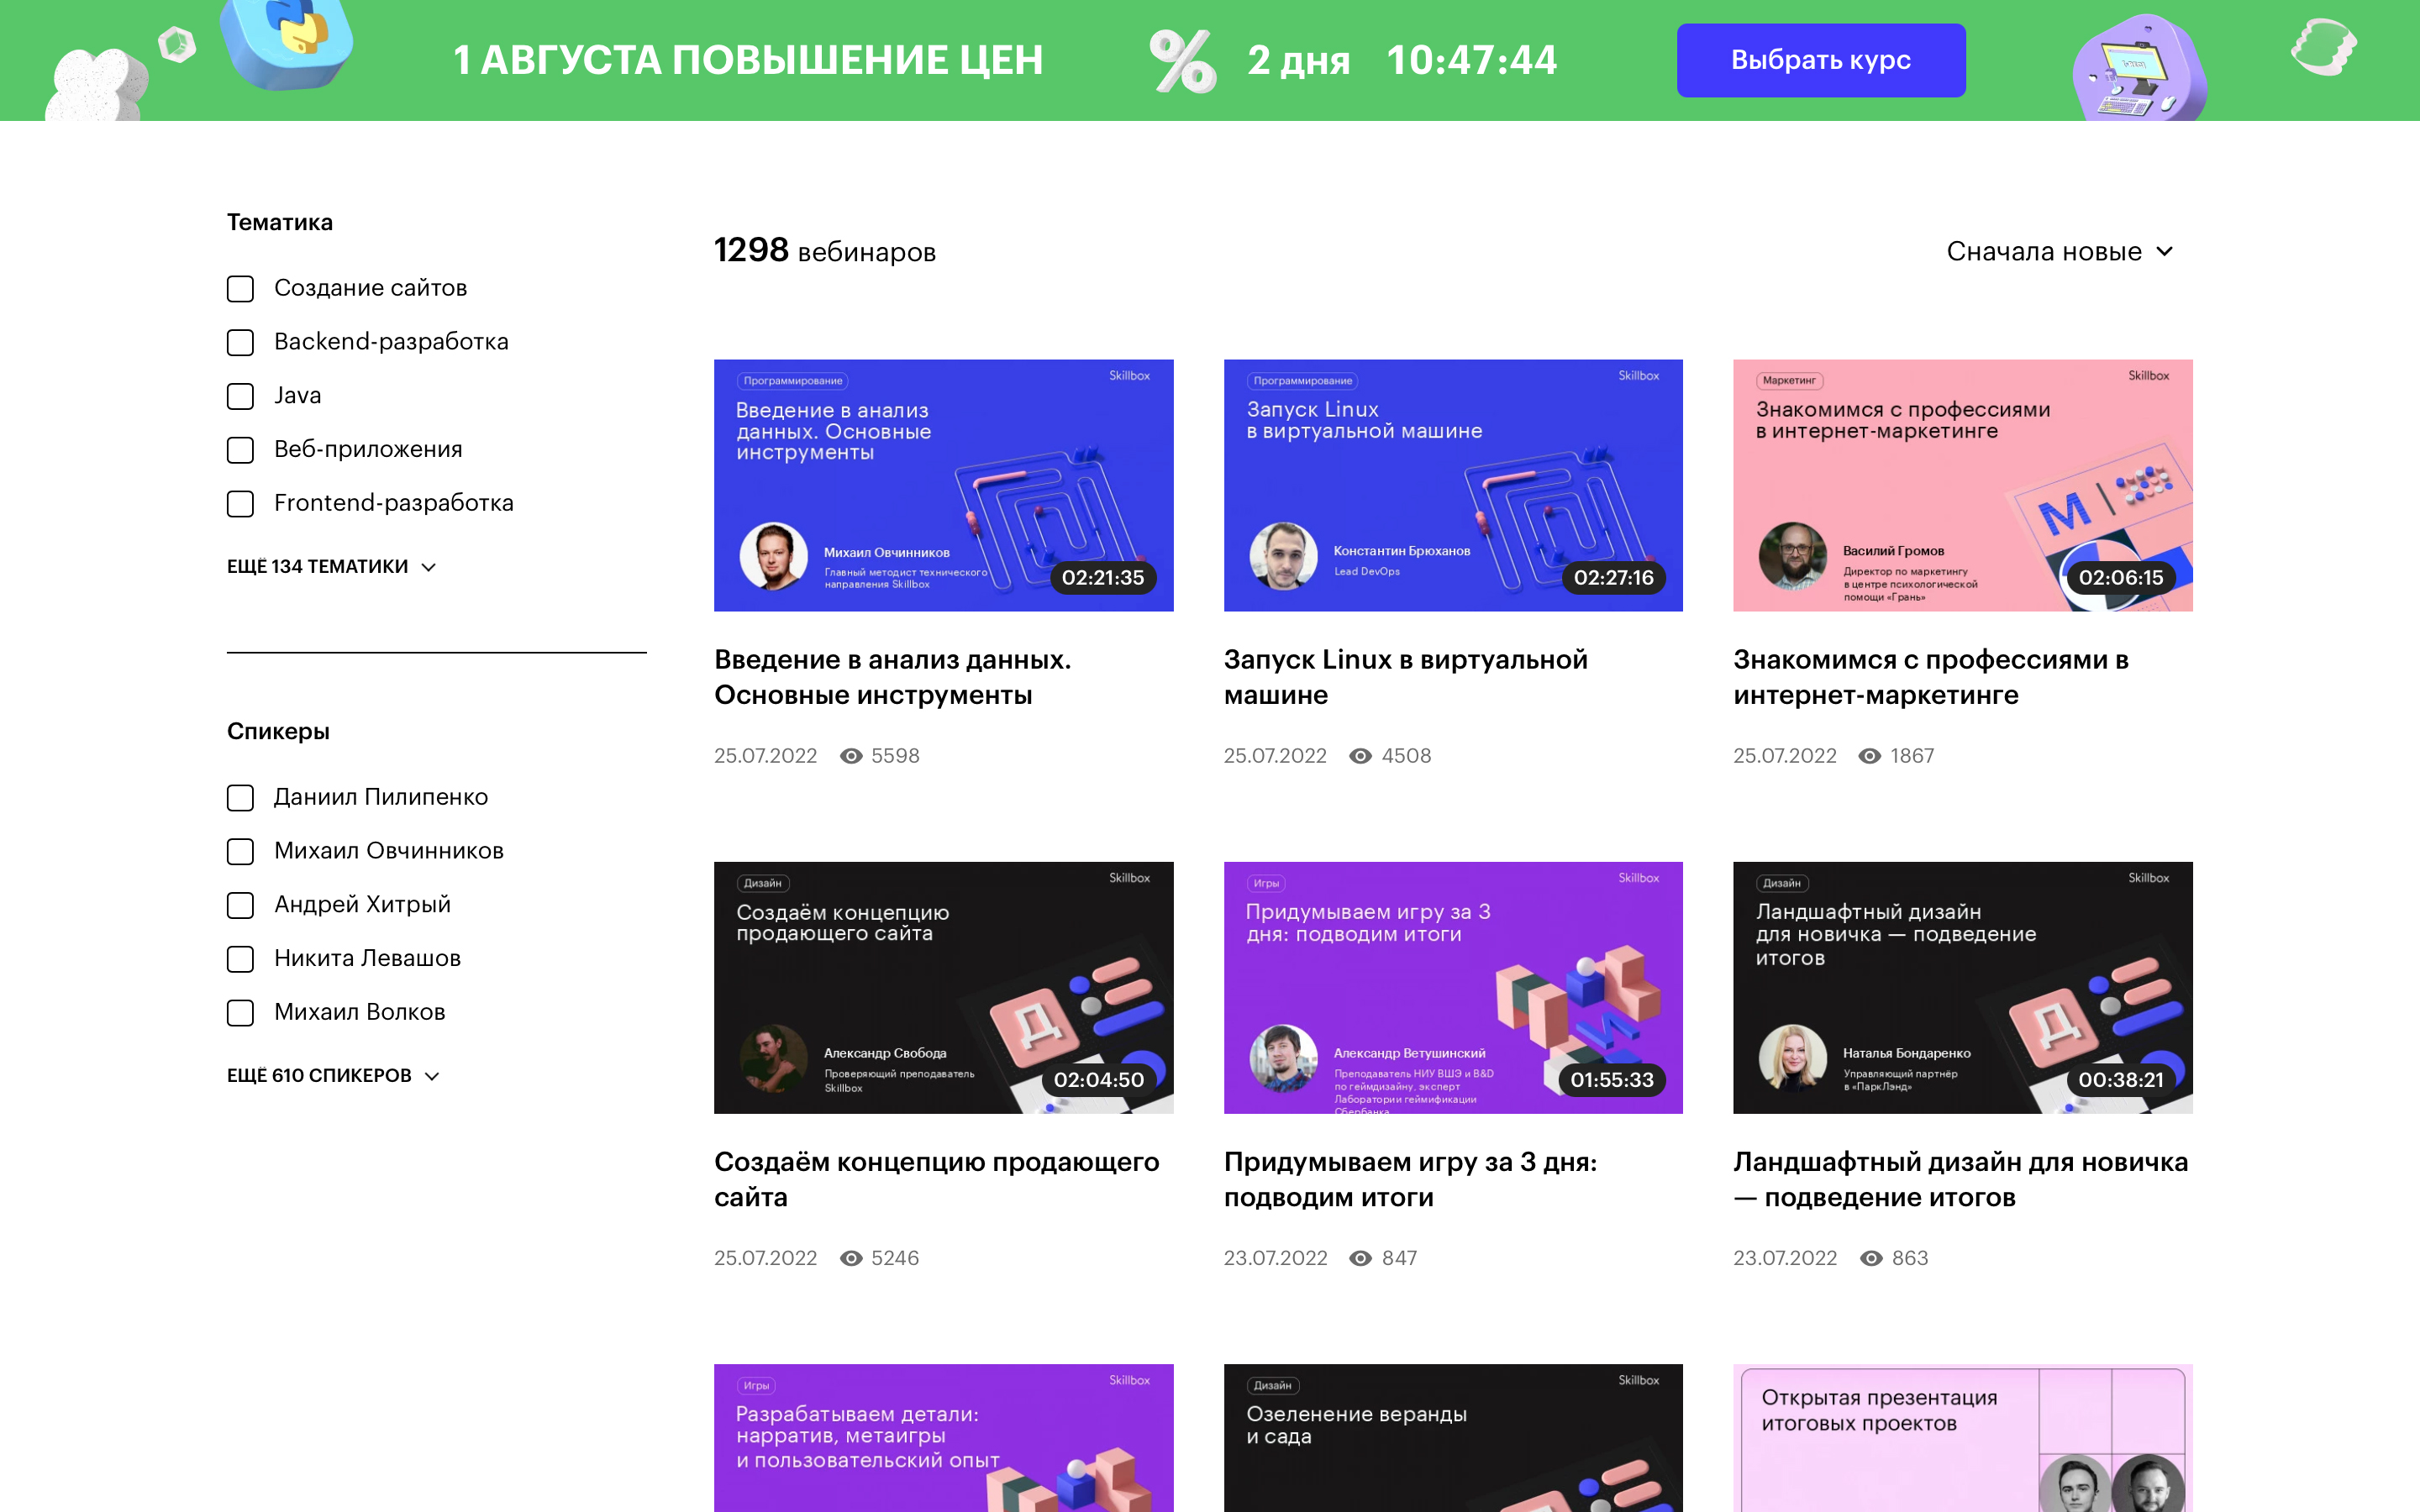 1 АВГУСТА ПОВЫШЕНИЕ ЦЕН
2 дня 10:47:44
Выбрать курс
Тематика
Создание сайтов
Backend-разработка
Java
Веб-приложения
Frontend-разработка
ЕЩЁ 134 ТЕМАТИКИ
Спикеры
Даниил Пилипенко
Михаил Овчинников
Андрей Хитрый
Никита Левашов
Михаил Волков
ЕЩЁ 610 СПИКЕРОВ
1298 вебинаров
Сначала новые
Программирование
Skillbox
Введение в анализ
данных. Основные
инструменты
Михаил Овчинников
Главный методист технического
направления Skillbox
02:21:35
Введение в анализ данных.
Основные инструменты
25.07.2022 5598
Программирование
Skillbox
Запуск Linux
в виртуальной машине
Константин Брюханов
Lead DevOps
02:27:16
Запуск Linux в виртуальной
машине
25.07.2022 4508
Маркетинг
Skillbox
Знакомимся с профессиями
в интернет-маркетинге
М
Василий Громов
Директор по маркетингу
в центре психологической
помощи «Грань»
02:06:15
Знакомимся с профессиями в
интернет-маркетинге
25.07.2022 1867
Дизайн
Skillbox
Создаём концепцию
продающего сайта
Д
Александр Свобода
Проверяющий преподаватель
Skillbox
02:04:50
Создаём концепцию продающего
сайта
25.07.2022 5246
Игры
Skillbox
Придумываем игру за 3
дня: подводим итоги
И
Александр Ветушинский
Преподаватель НИУ ВШЭ и B&D
по геймдизайну, эксперт
Лаборатории геймификации
Сбербанка
01:55:33
Придумываем игру за 3 дня:
подводим итоги
23.07.2022 847
Дизайн
Skillbox
Ландшафтный дизайн
для новичка — подведение
итогов
Д
Наталья Бондаренко
Управляющий партнёр
в «ПаркЛэнд»
00:38:21
Ландшафтный дизайн для новичка
— подведение итогов
23.07.2022 863
Игры
Skillbox
Разрабатываем детали:
нарратив, метаигры
и пользовательский опыт
Дизайн
Skillbox
Озеленение веранды
и сада
Открытая презентация
итоговых проектов